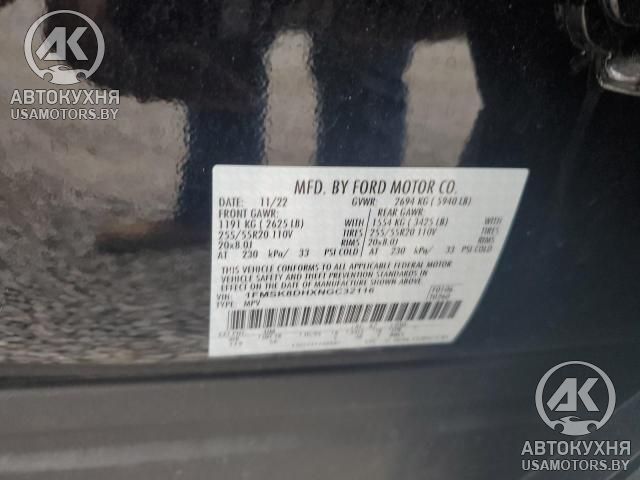 АВТОКУХНЯ
USAMOTORS.BY
MFD. BY FORD MOTOR CO.
DATE: 11/22 GVWR: 2694 KG ( 5940 LB)
FRONT GAWR: REAR GAWR:
1191 KG ( 2625 LB) WITH 1554 KG ( 3425 LB) WITH
255/55R20 110V TIRES 255/55R20 110V TIRES
20x8.0J RIMS 20x8.0J RIMS
AT 230 kPa/ 33 PSI COLD AT 230 kPa/ 33 PSI COLD
THIS VEHICLE CONFORMS TO ALL APPLICABLE FEDERAL MOTOR
VEHICLE SAFETY AND THEFT PREVENTION STANDARDS IN
EFFECT ON THE DATE OF MANUFACTURE SHOWN ABOVE.
VIN: 1FM5K8DHXNGC32116
TYPE: MPV
АВТОКУХНЯ
USAMOTORS.BY